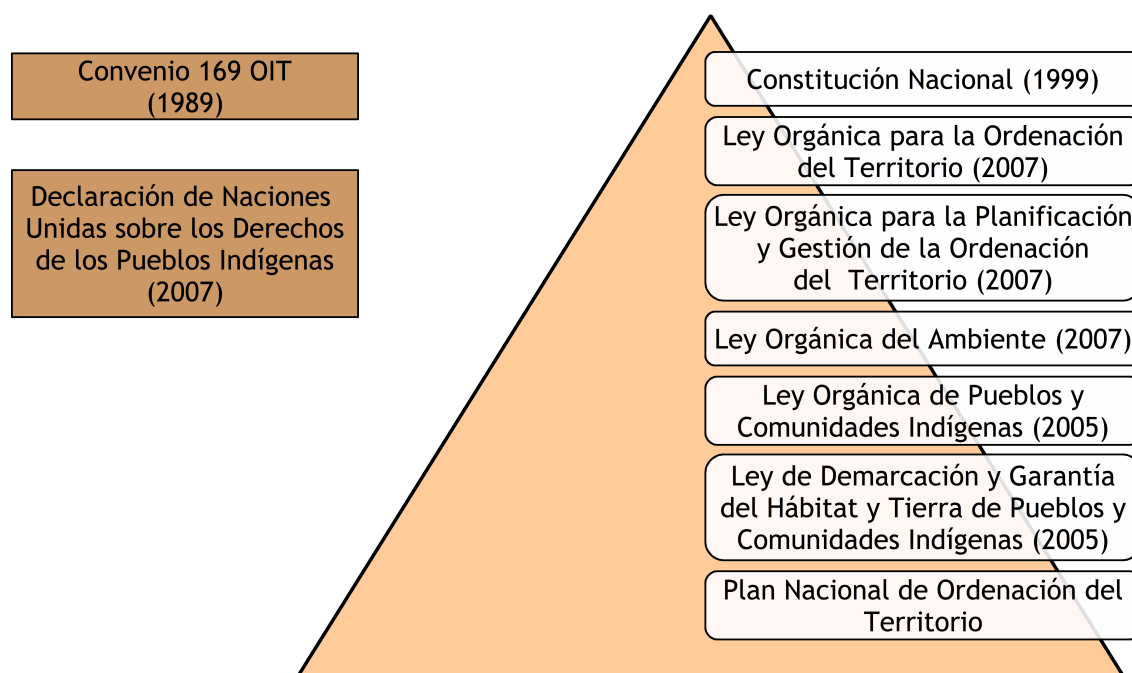 Convenio 169 OIT
(1989)
Declaración de Naciones
Unidas sobre los Derechos
de los Pueblos Indígenas
(2007)
Constitución Nacional (1999)
Ley Orgánica para la Ordenación
del Territorio (2007)
Ley Orgánica para la Planificación
y Gestión de la Ordenación
del Territorio (2007)
Ley Orgánica del Ambiente (2007)
Ley Orgánica de Pueblos y
Comunidades Indígenas (2005)
Ley de Demarcación y Garantía
del Hábitat y Tierra de Pueblos y
Comunidades Indígenas (2005)
Plan Nacional de Ordenación del
Territorio